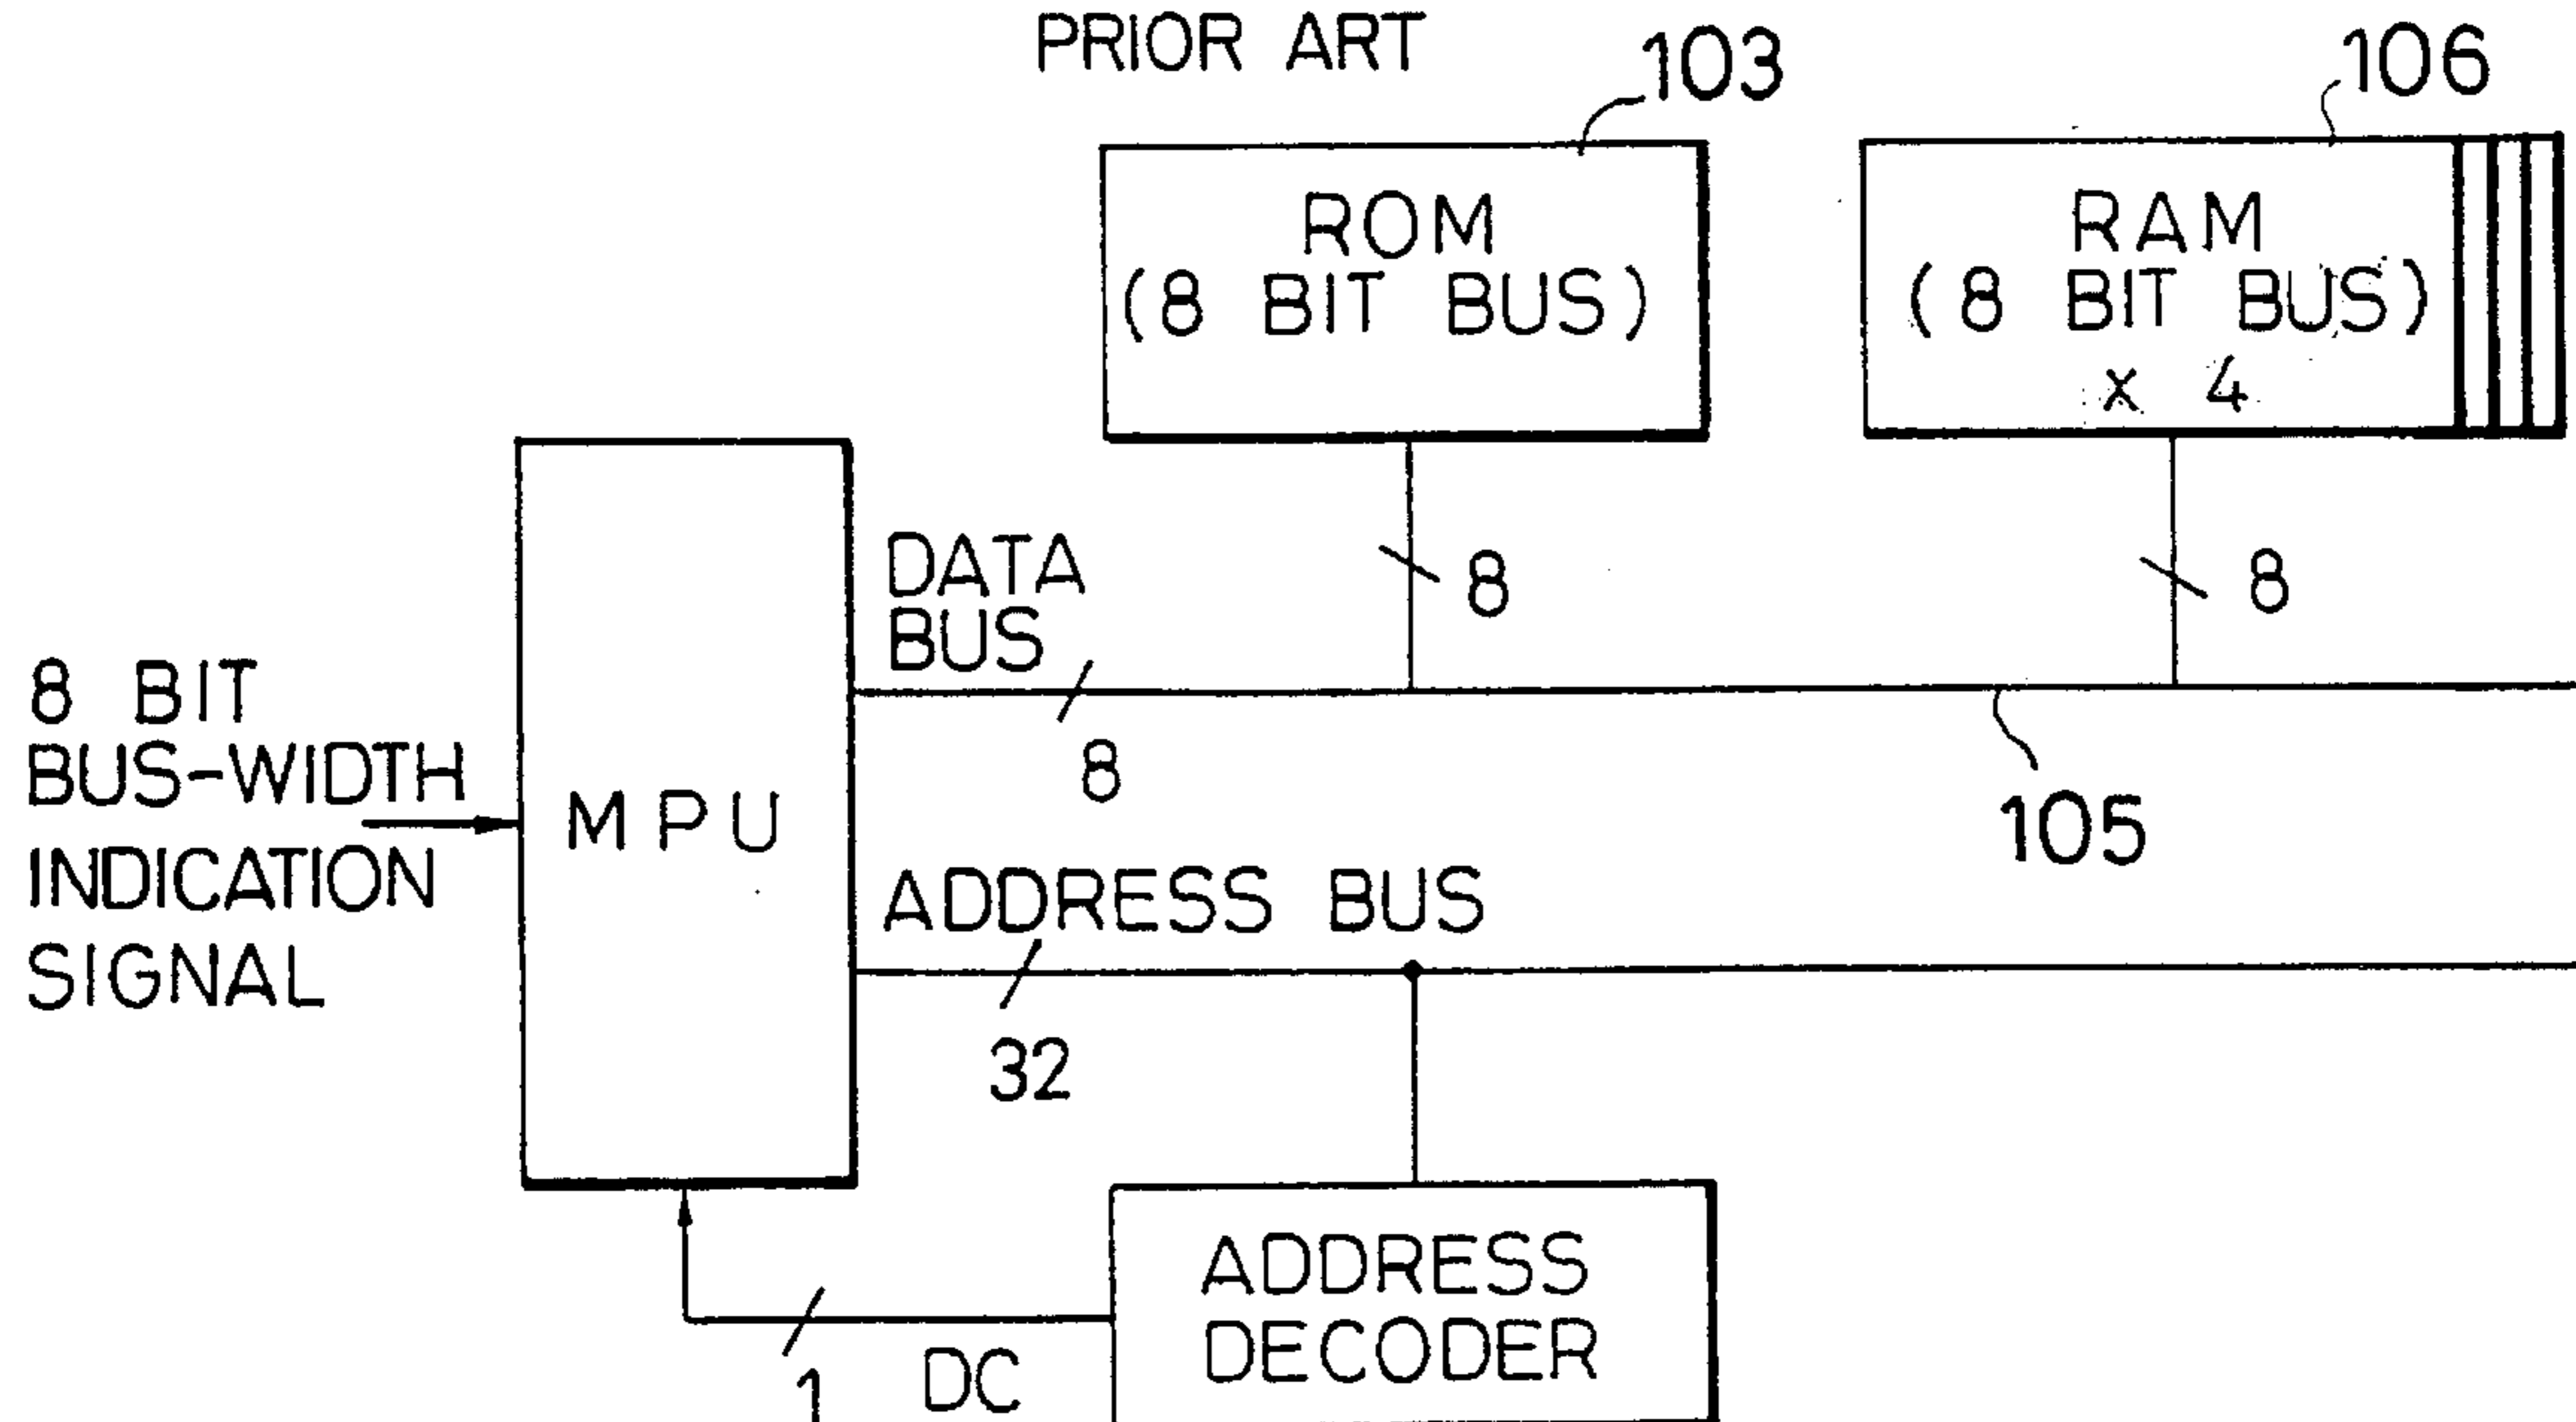 PRIOR ART
103
106
ROM
(8 BIT BUS)
RAM
(8 BIT BUS)
x 4
8
8
DATA
BUS
8
105
8 BIT
BUS-WIDTH
INDICATION
SIGNAL
MPU
ADDRESS BUS
32
ADDRESS
DECODER
1
DC